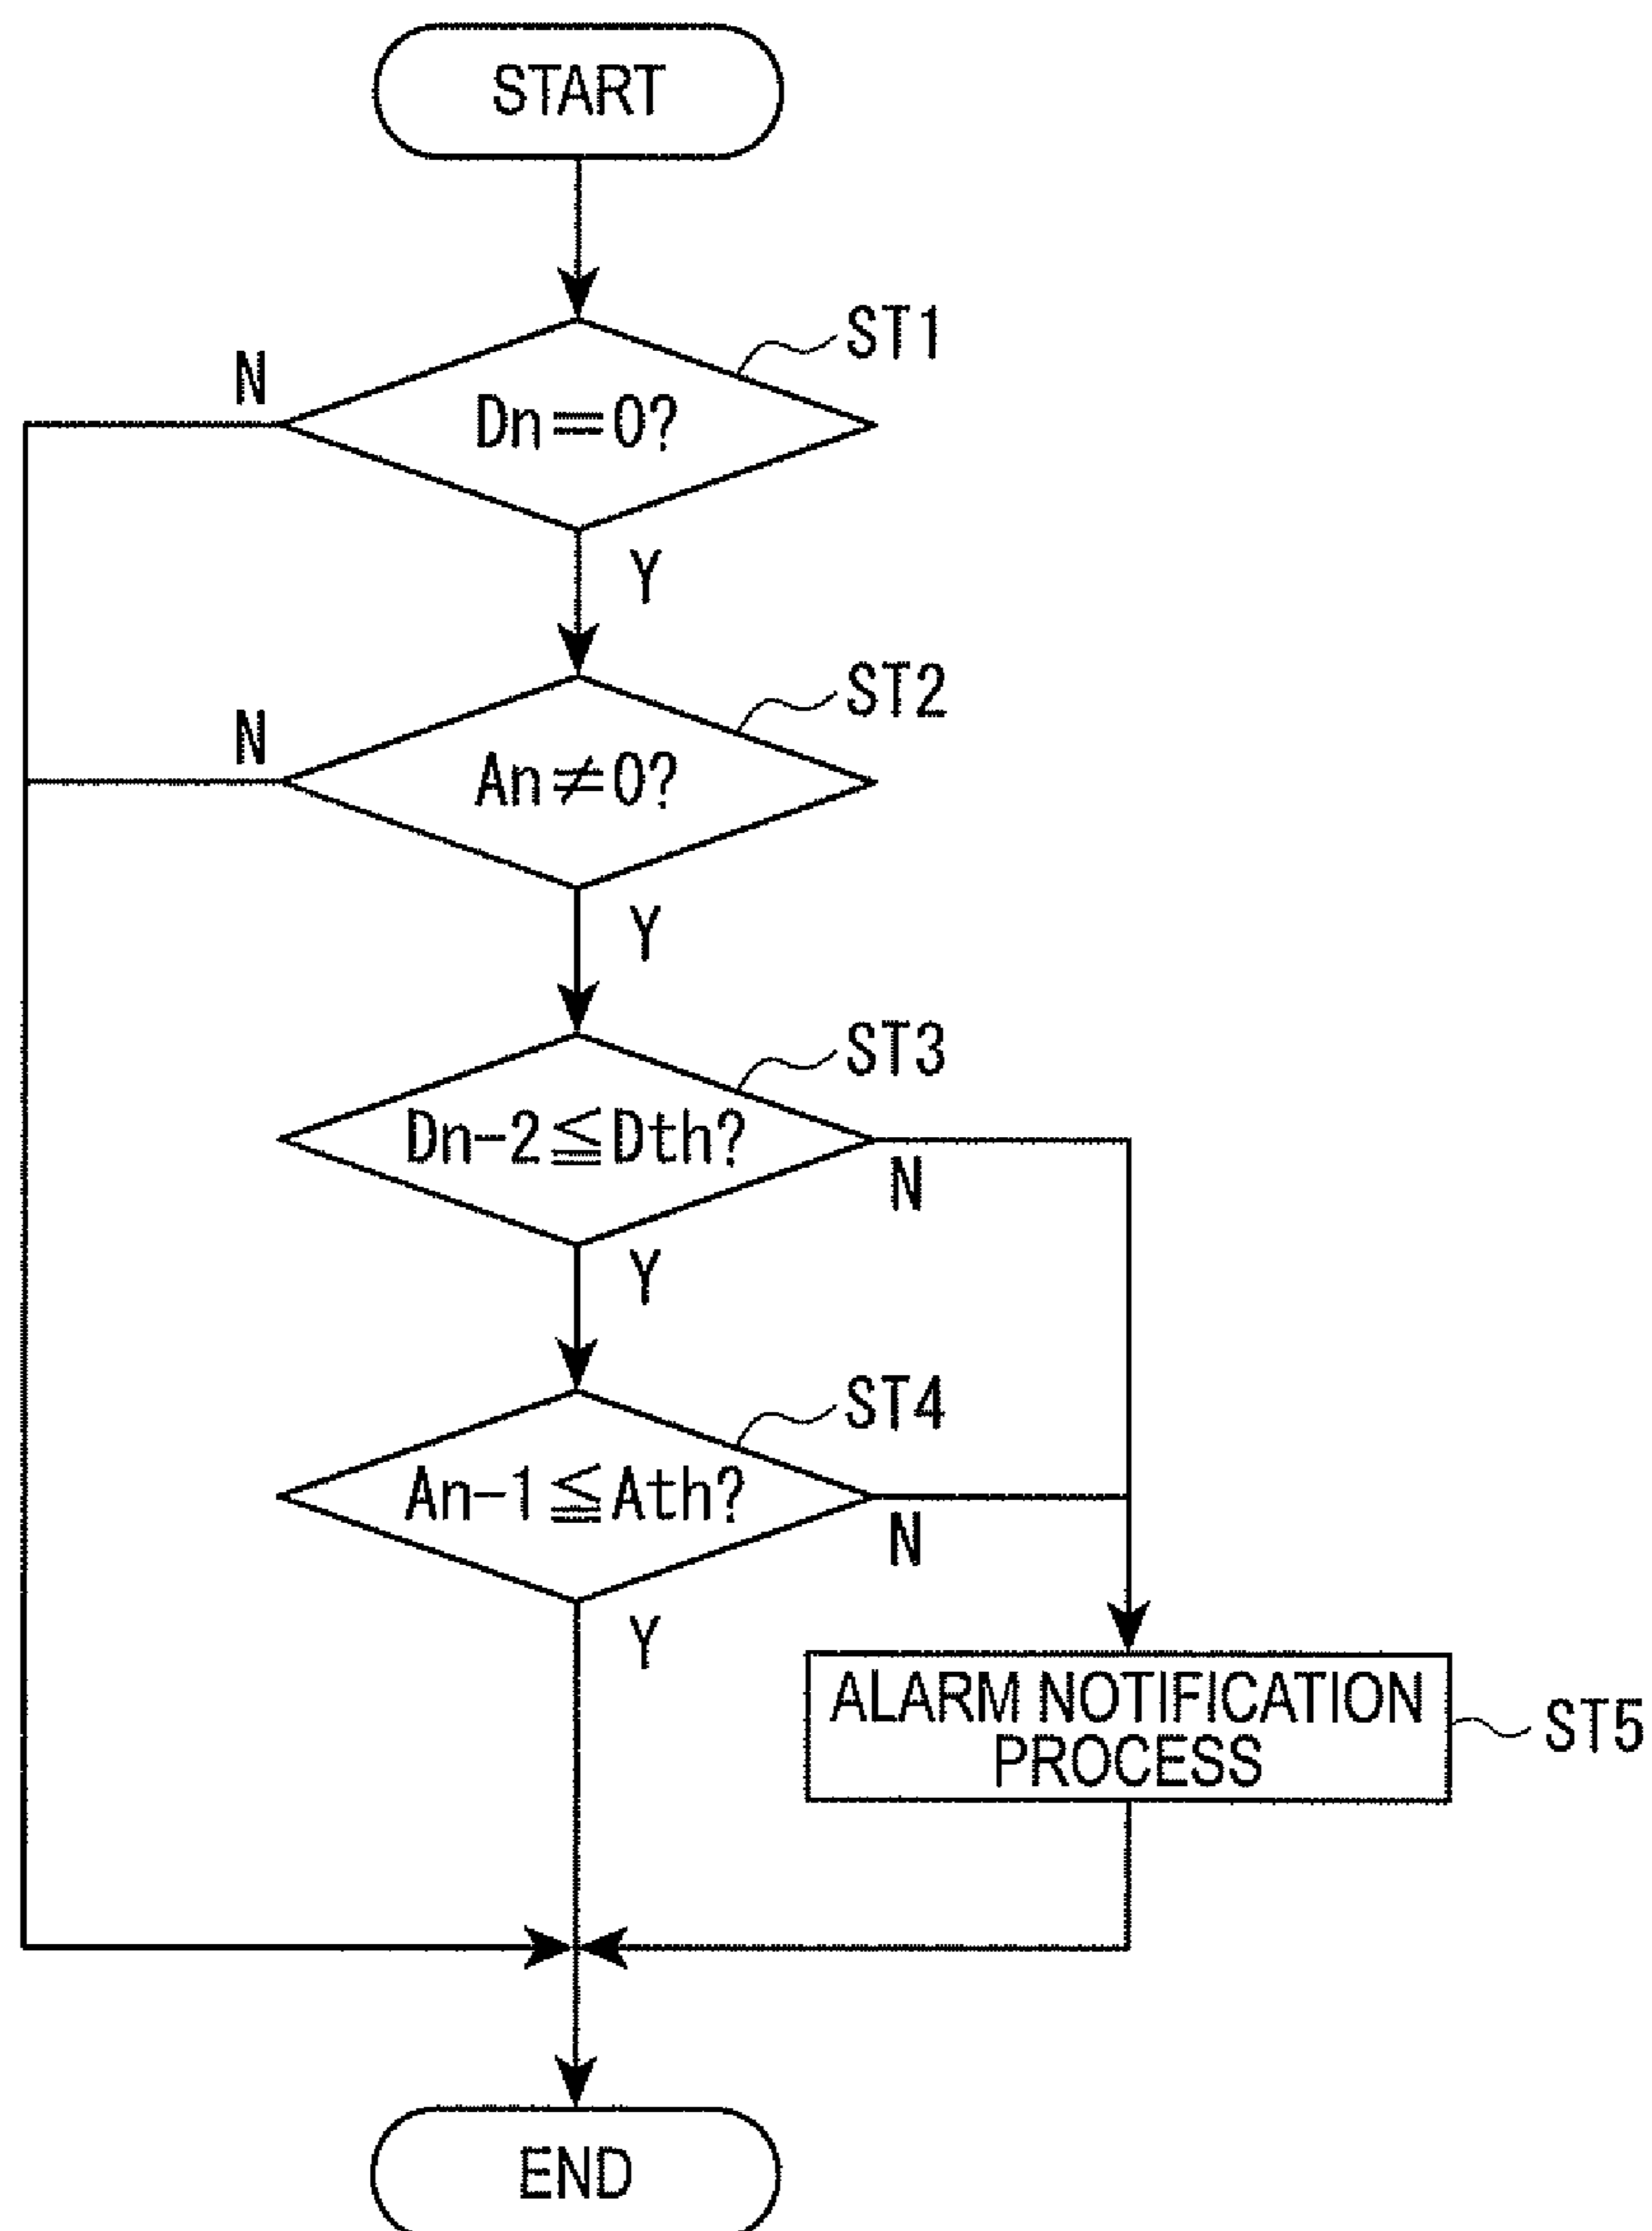 START
ST1
N
Dn=0?
Y
ST2
N
An≠0?
Y
ST3
Dn-2≦Dth?
N
Y
ST4
An-1≦Ath?
N
Y
ALARM NOTIFICATION
PROCESS
ST5
END